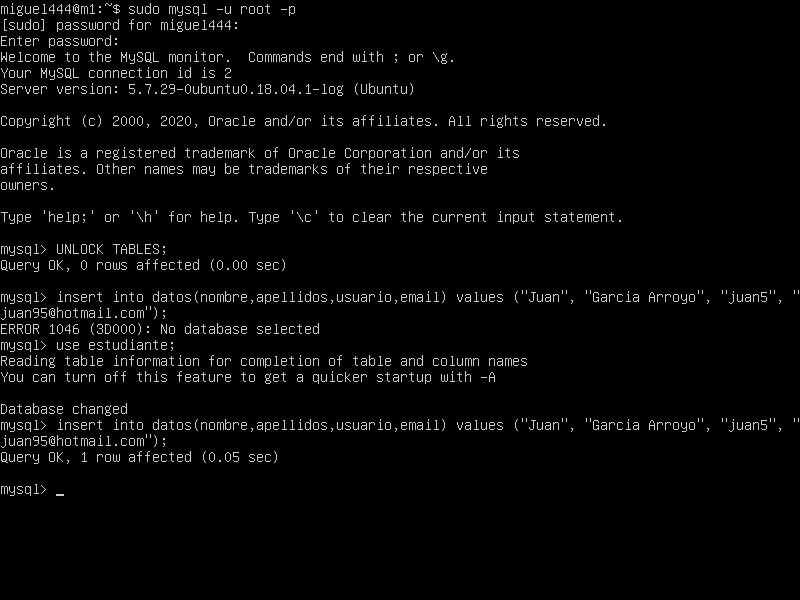 miguel444@m1:~$ sudo mysql -u root -p
[sudo] password for miguel444:
Enter password:
Welcome to the MySQL monitor.  Commands end with ; or \g.
Your MySQL connection id is 2
Server version: 5.7.29-0ubuntu0.18.04.1-log (Ubuntu)

Copyright (c) 2000, 2020, Oracle and/or its affiliates. All rights reserved.

Oracle is a registered trademark of Oracle Corporation and/or its
affiliates. Other names may be trademarks of their respective
owners.

Type 'help;' or '\h' for help. Type '\c' to clear the current input statement.

mysql> UNLOCK TABLES;
Query OK, 0 rows affected (0.00 sec)

mysql> insert into datos(nombre,apellidos,usuario,email) values ("Juan", "Garcia Arroyo", "juan5", "
juan95@hotmail.com");
ERROR 1046 (3D000): No database selected
mysql> use estudiante;
Reading table information for completion of table and column names
You can turn off this feature to get a quicker startup with -A

Database changed
mysql> insert into datos(nombre,apellidos,usuario,email) values ("Juan", "Garcia Arroyo", "juan5", "
juan95@hotmail.com");
Query OK, 1 row affected (0.05 sec)

mysql> _